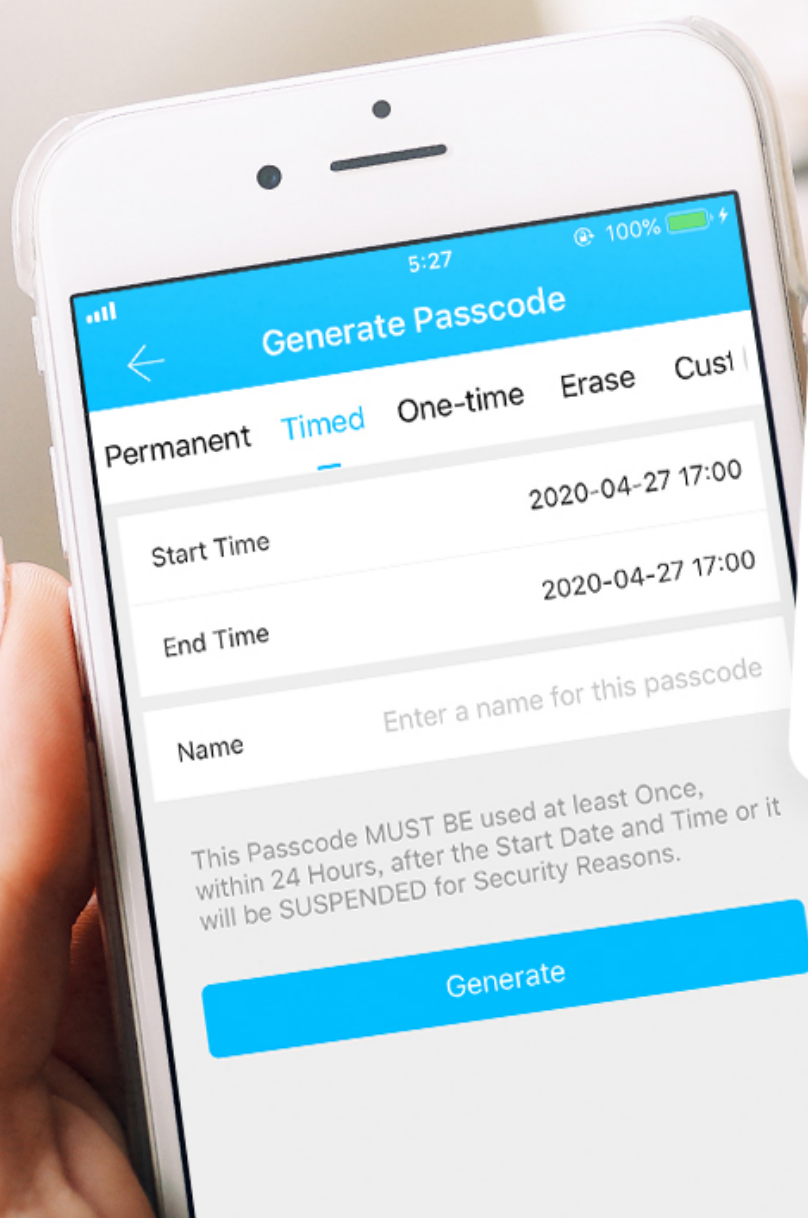 5:27
100%
Generate Passcode
Permanent Timed One-time Erase
Start Time 2020-04-27 17:00
End Time 2020-04-27 17:00
Name Enter a name for this passcode
This Passcode MUST BE used at least Once,
within 24 Hours, after the Start Date and Time or it
will be SUSPENDED for Security Reasons.
Generate